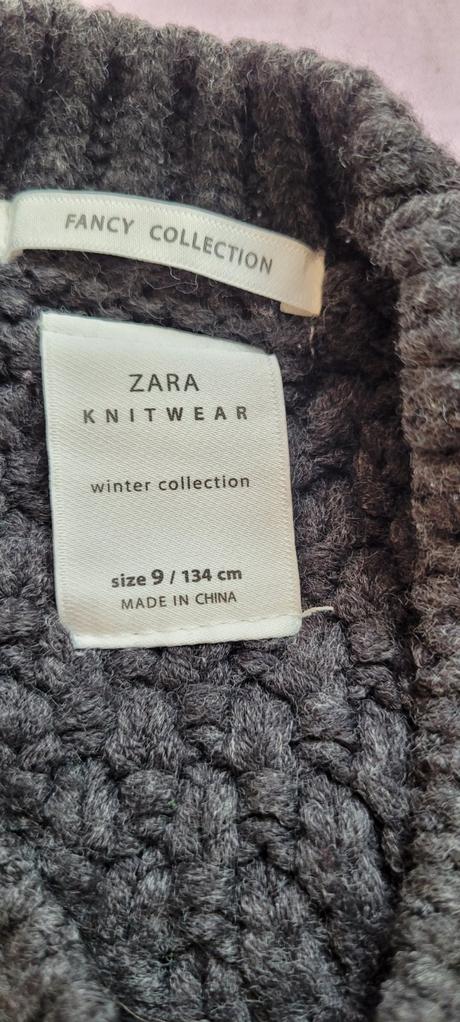 FANCY COLLECTION
ZARA
KNITWEAR
winter collection
size 9 / 134 cm
MADE IN CHINA